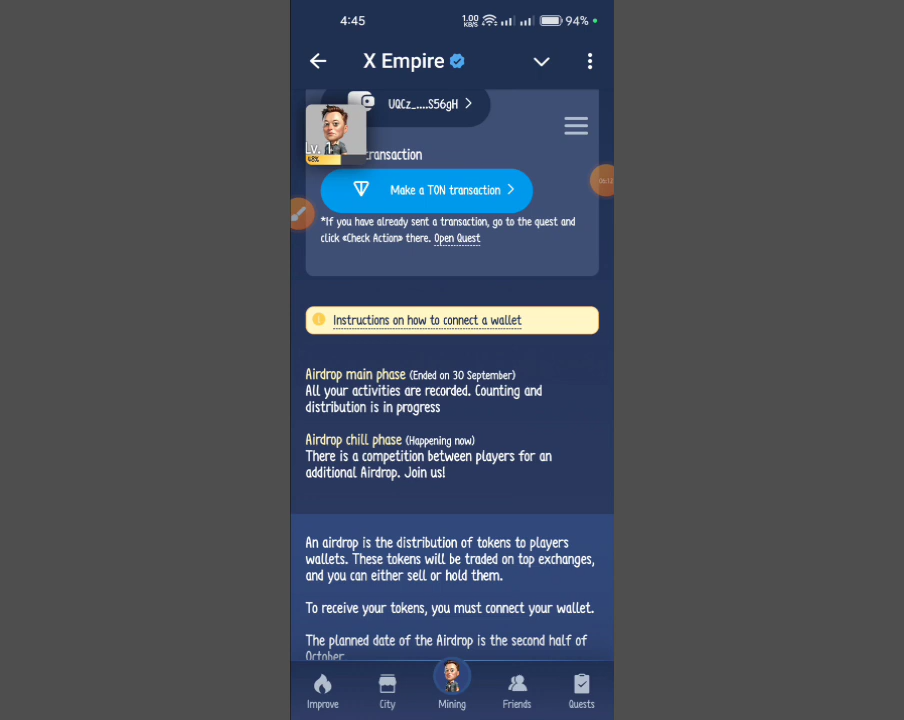 4:45 1.00 KB/S 94%
X Empire
UQCz_....S56gH
Lv. 1
transaction
48%
Make a TON transaction
*If you have already sent a transaction, go to the quest and
click «Check Action» there. Open Quest
Instructions on how to connect a wallet
Airdrop main phase (Ended on 30 September)
All your activities are recorded. Counting and
distribution is in progress
Airdrop chill phase (Happening now)
There is a competition between players for an
additional Airdrop. Join us!
An airdrop is the distribution of tokens to players
wallets. These tokens will be traded on top exchanges,
and you can either sell or hold them.
To receive your tokens, you must connect your wallet.
The planned date of the Airdrop is the second half of
October
Improve City Mining Friends Quests